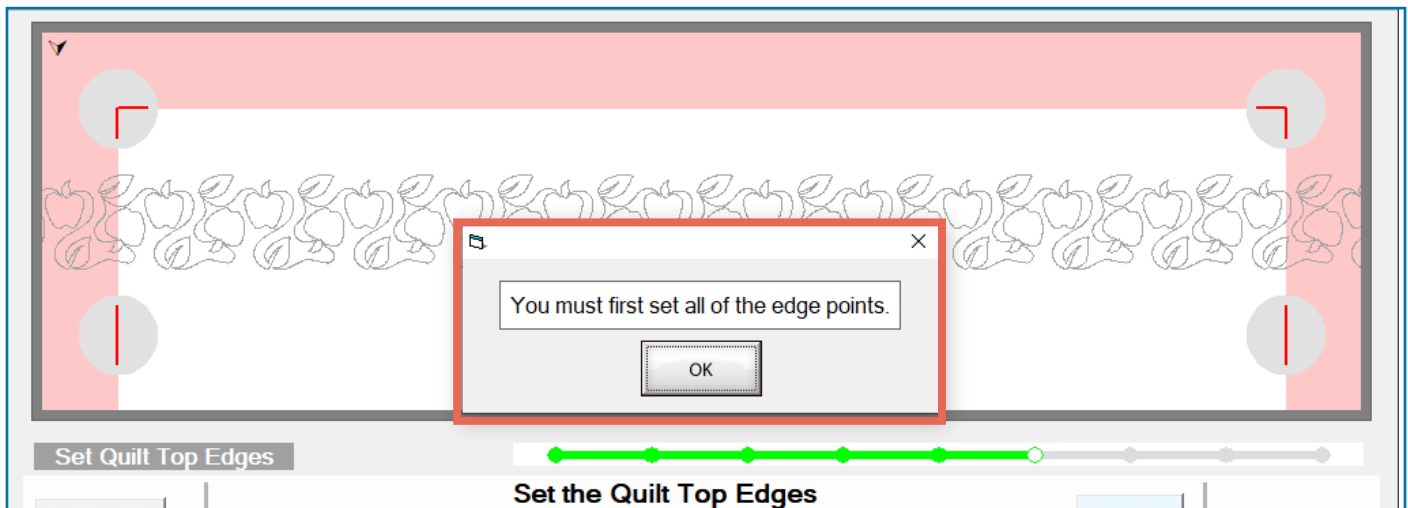 You must first set all of the edge points.
OK
Set Quilt Top Edges
Set the Quilt Top Edges